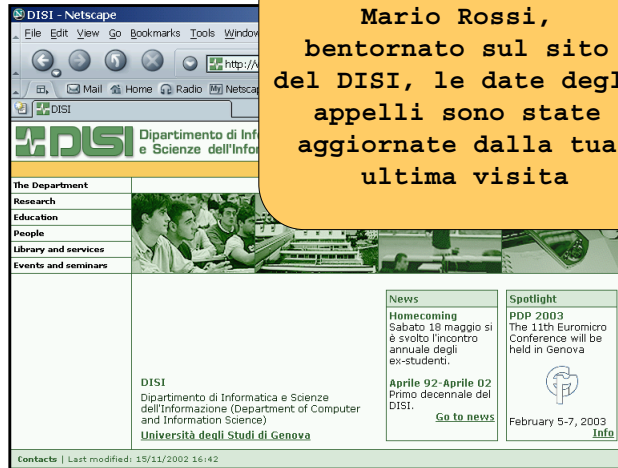 DISI - Netscape
File Edit View Go Bookmarks Tools Window
http://
Mail Home Radio My Netscap
DISI
Mario Rossi,
bentornato sul sito
del DISI, le date degl
appelli sono state
aggiornate dalla tua
ultima visita
DISI Dipartimento di Inf
e Scienze dell'Infor
The Department
Research
Education
People
Library and services
Events and seminars
DISI
Dipartimento di Informatica e Scienze
dell'Informazione (Department of Computer
and Information Science)
Università degli Studi di Genova
News
Homecoming
Sabato 18 maggio si
è svolto l'incontro
annuale degli
ex-studenti.
Aprile 92-Aprile 02
Primo decennale del
DISI.
Go to news
Spotlight
PDP 2003
The 11th Euromicro
Conference will be
held in Genova
February 5-7, 2003
Info
Contacts | Last modified: 15/11/2002 16:42